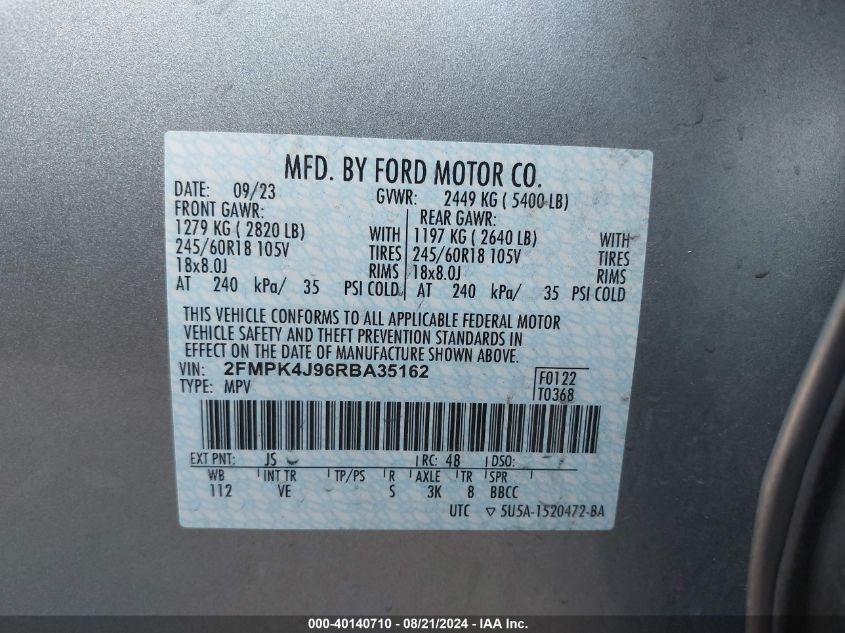 MFD. BY FORD MOTOR CO.
DATE: 09/23 GVWR: 2449 KG ( 5400 LB)
FRONT GAWR: REAR GAWR:
1279 KG ( 2820 LB) WITH 1197 KG ( 2640 LB) WITH
245/60R18 105V TIRES 245/60R18 105V TIRES
18x8.0J RIMS 18x8.0J RIMS
AT 240 kPa/ 35 PSI COLD AT 240 kPa/ 35 PSI COLD
THIS VEHICLE CONFORMS TO ALL APPLICABLE FEDERAL MOTOR
VEHICLE SAFETY AND THEFT PREVENTION STANDARDS IN
EFFECT ON THE DATE OF MANUFACTURE SHOWN ABOVE.
VIN: 2FMPK4J96RBA35162 F0122
TYPE: MPV T0368
EXT PNT: JS RC: 48 DSO:
WB INT TR TP/PS R AXLE TR SPR
112 VE S 3K 8 BBCC
UTC ▽ 5U5A-1520472-BA
000-40140710 - 08/21/2024 - IAA Inc.